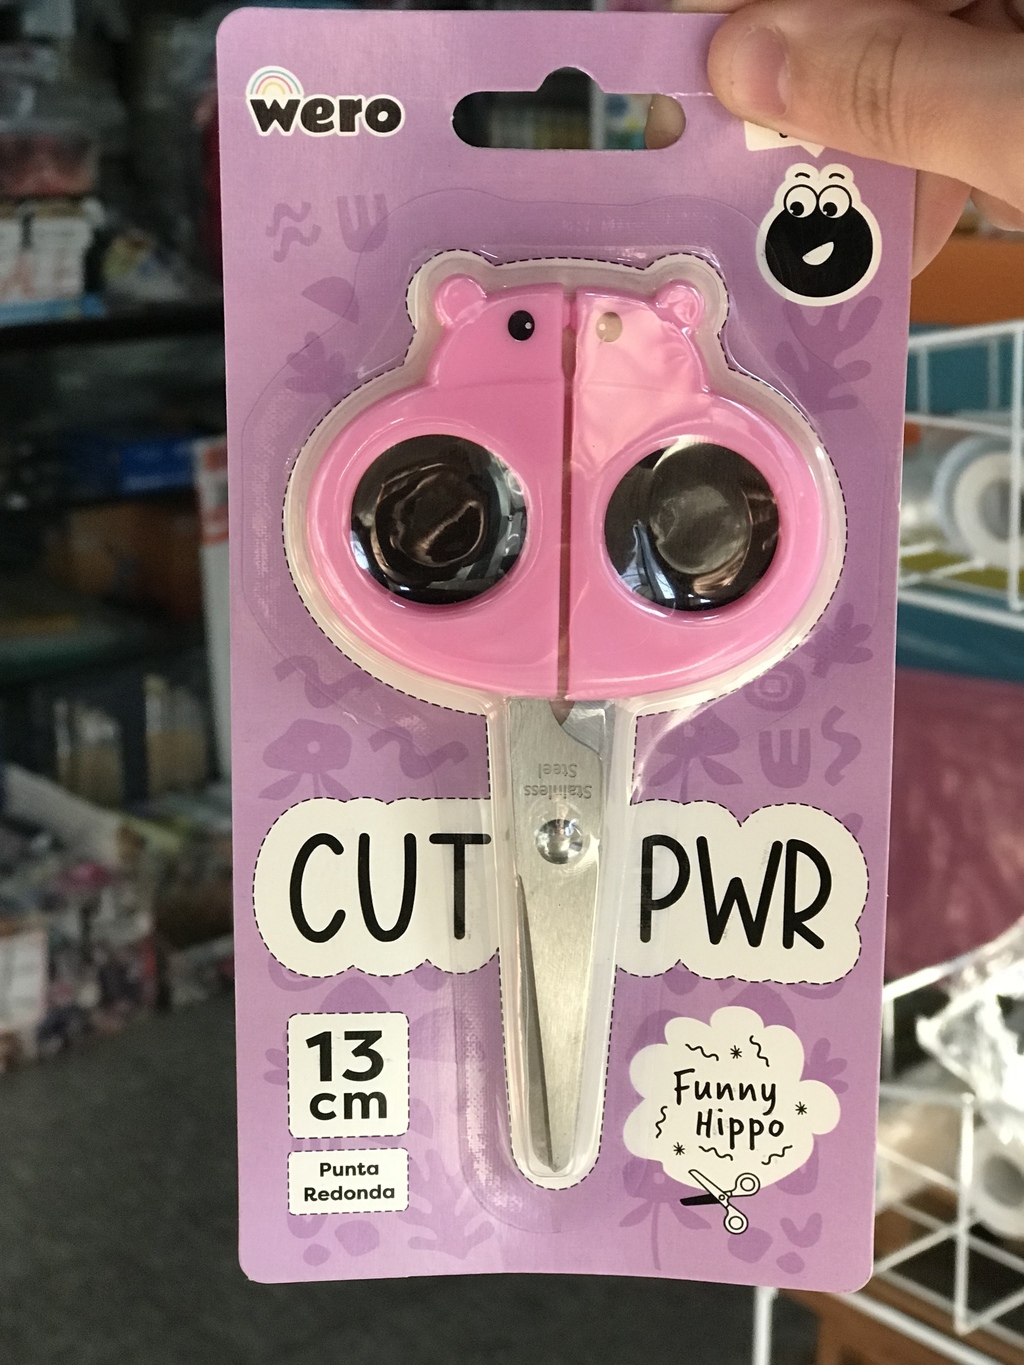 wero
Stainless
Steel
CUT PWR
13
cm
Punta
Redonda
Funny
Hippo